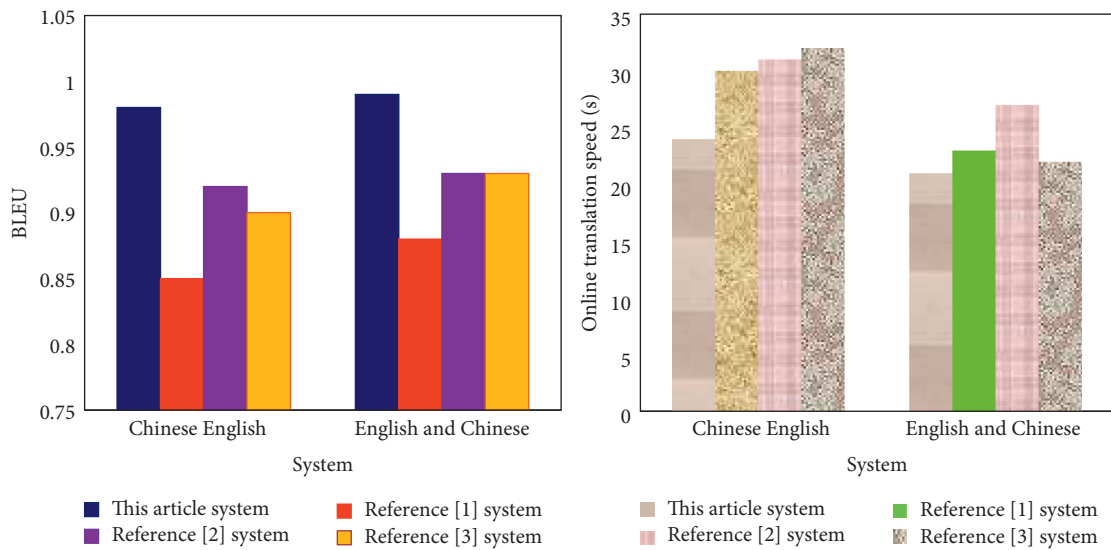 1.05
1
0.95
0.9
0.85
0.8
0.75
BLEU
Chinese English
English and Chinese
System
This article system
Reference [1] system
Reference [2] system
Reference [3] system
35
30
25
20
15
10
5
0
Online translation speed (s)
Chinese English
English and Chinese
System
This article system
Reference [1] system
Reference [2] system
Reference [3] system